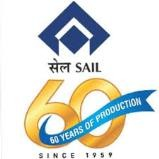 सेल SAIL
60
60 YEARS OF PRODUCTION
SINCE 1959